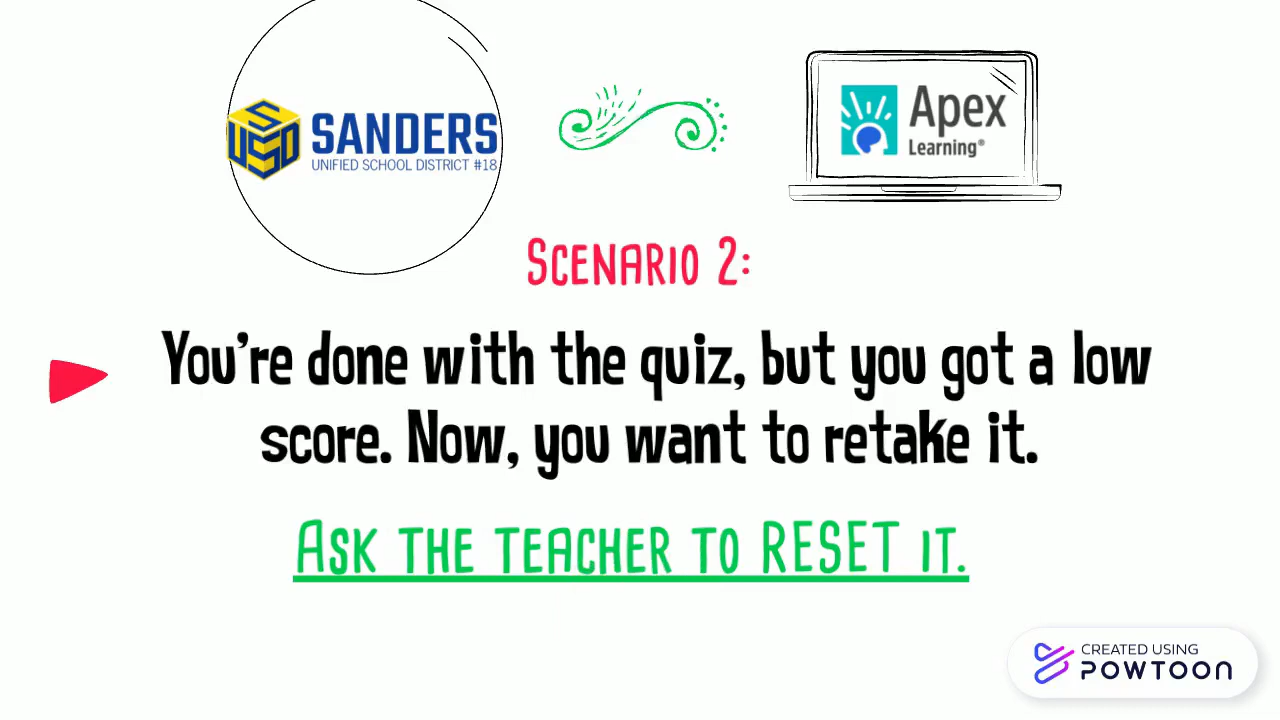 USD
SANDERS
UNIFIED SCHOOL DISTRICT #18
Apex
Learning®
SCENARIO 2:
You're done with the quiz, but you got a low
score. Now, you want to retake it.
ASK THE TEACHER TO RESET IT.
CREATED USING
POWTOON